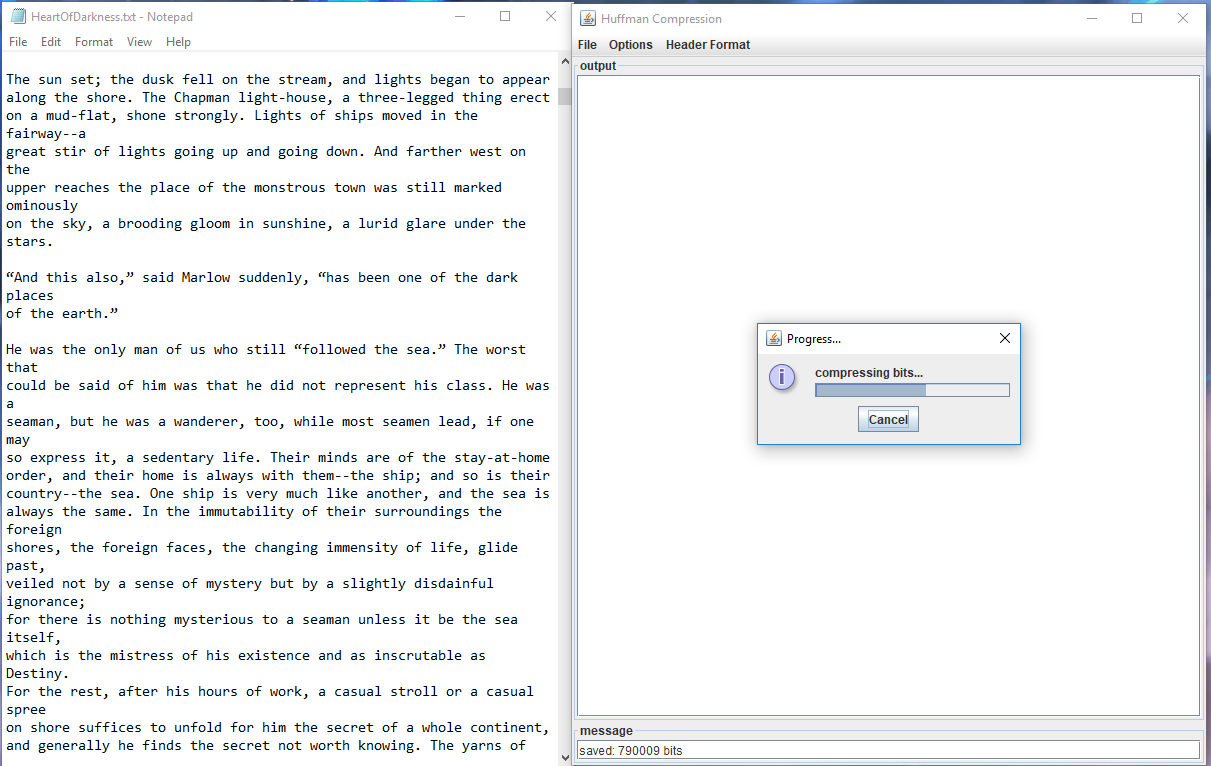 HeartOfDarkness.txt - Notepad
File Edit Format View Help
The sun set; the dusk fell on the stream, and lights began to appear
along the shore. The Chapman light-house, a three-legged thing erect
on a mud-flat, shone strongly. Lights of ships moved in the
fairway--a
great stir of lights going up and going down. And farther west on
the
upper reaches the place of the monstrous town was still marked
ominously
on the sky, a brooding gloom in sunshine, a lurid glare under the
stars.
“And this also,” said Marlow suddenly, “has been one of the dark
places
of the earth.”
He was the only man of us who still “followed the sea.” The worst
that
could be said of him was that he did not represent his class. He was
a
seaman, but he was a wanderer, too, while most seamen lead, if one
may
so express it, a sedentary life. Their minds are of the stay-at-home
order, and their home is always with them--the ship; and so is their
country--the sea. One ship is very much like another, and the sea is
always the same. In the immutability of their surroundings the
foreign
shores, the foreign faces, the changing immensity of life, glide
past,
veiled not by a sense of mystery but by a slightly disdainful
ignorance;
for there is nothing mysterious to a seaman unless it be the sea
itself,
which is the mistress of his existence and as inscrutable as
Destiny.
For the rest, after his hours of work, a casual stroll or a casual
spree
on shore suffices to unfold for him the secret of a whole continent,
and generally he finds the secret not worth knowing. The yarns of
Huffman Compression
File Options Header Format
output
Progress...
compressing bits...
Cancel
message
saved: 790009 bits